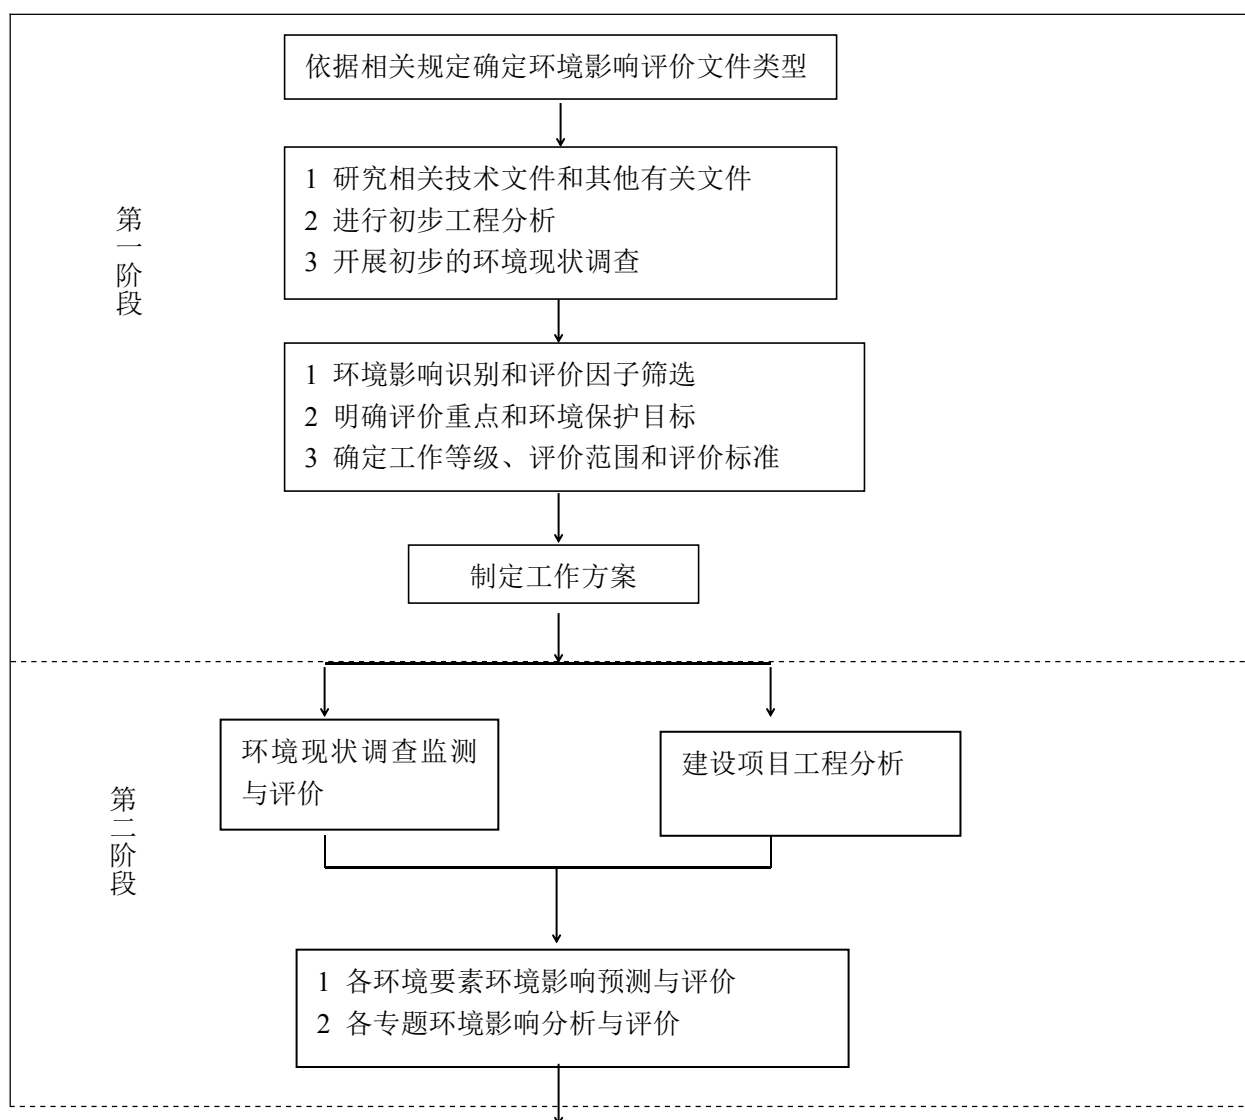 依据相关规定确定环境影响评价文件类型
1 研究相关技术文件和其他有关文件
2 进行初步工程分析
3 开展初步的环境现状调查
第一阶段
1 环境影响识别和评价因子筛选
2 明确评价重点和环境保护目标
3 确定工作等级、评价范围和评价标准
制定工作方案
环境现状调查监测
与评价
建设项目工程分析
第二阶段
1 各环境要素环境影响预测与评价
2 各专题环境影响分析与评价